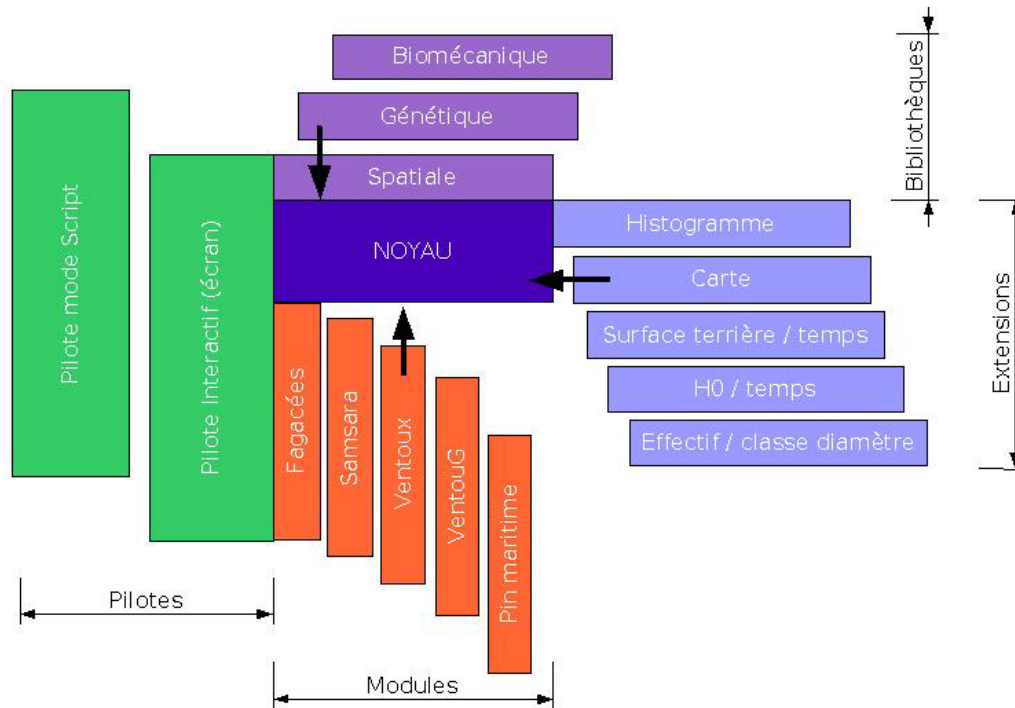 Biomécanique
Génétique
Spatiale
NOYAU
Bibliothèques
Histogramme
Carte
Surface terrière / temps
H0 / temps
Effectif / classe diamètre
Extensions
Pilote mode Script
Pilote Interactif (écran)
Fagacées
Samsara
Ventoux
VentouG
Pin maritime
Pilotes
Modules